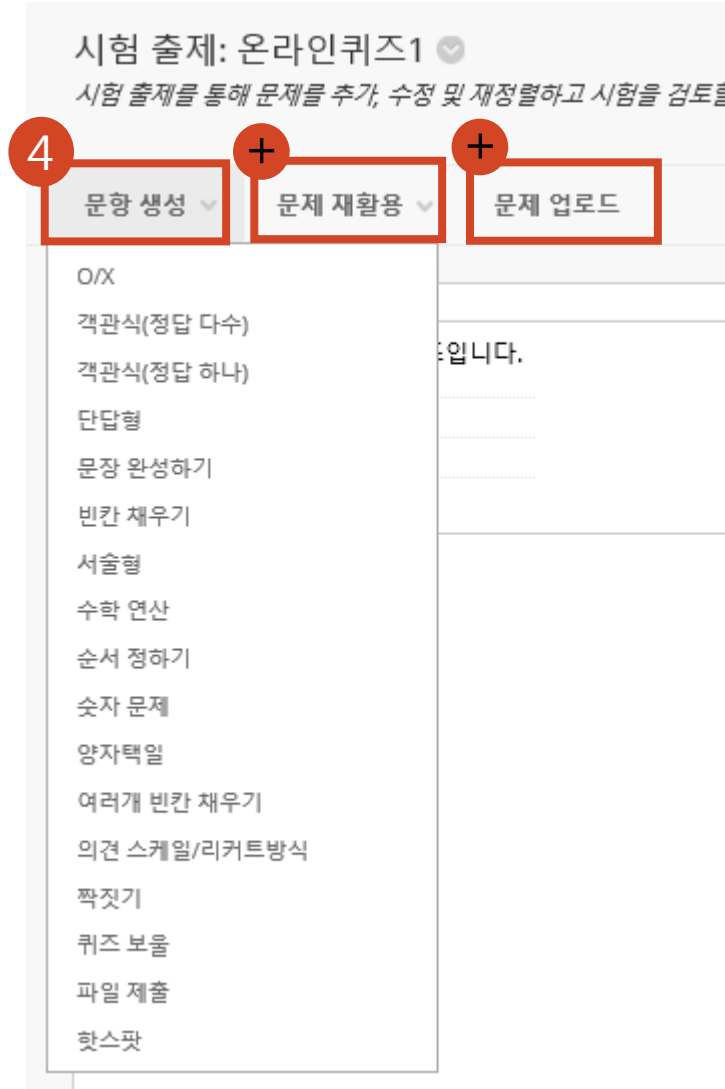 시험 출제: 온라인퀴즈1
시험 출제를 통해 문제를 추가, 수정 및 재정렬하고 시험을 검토
4 + +
문항 생성 문제 재활용 문제 업로드
O/X
객관식(정답 다수)
입니다.
객관식(정답 하나)
단답형
문장 완성하기
빈칸 채우기
서술형
수학 연산
순서 정하기
숫자 문제
양자택일
여러개 빈칸 채우기
의견 스케일/리커트방식
짝짓기
퀴즈 보울
파일 제출
핫스팟